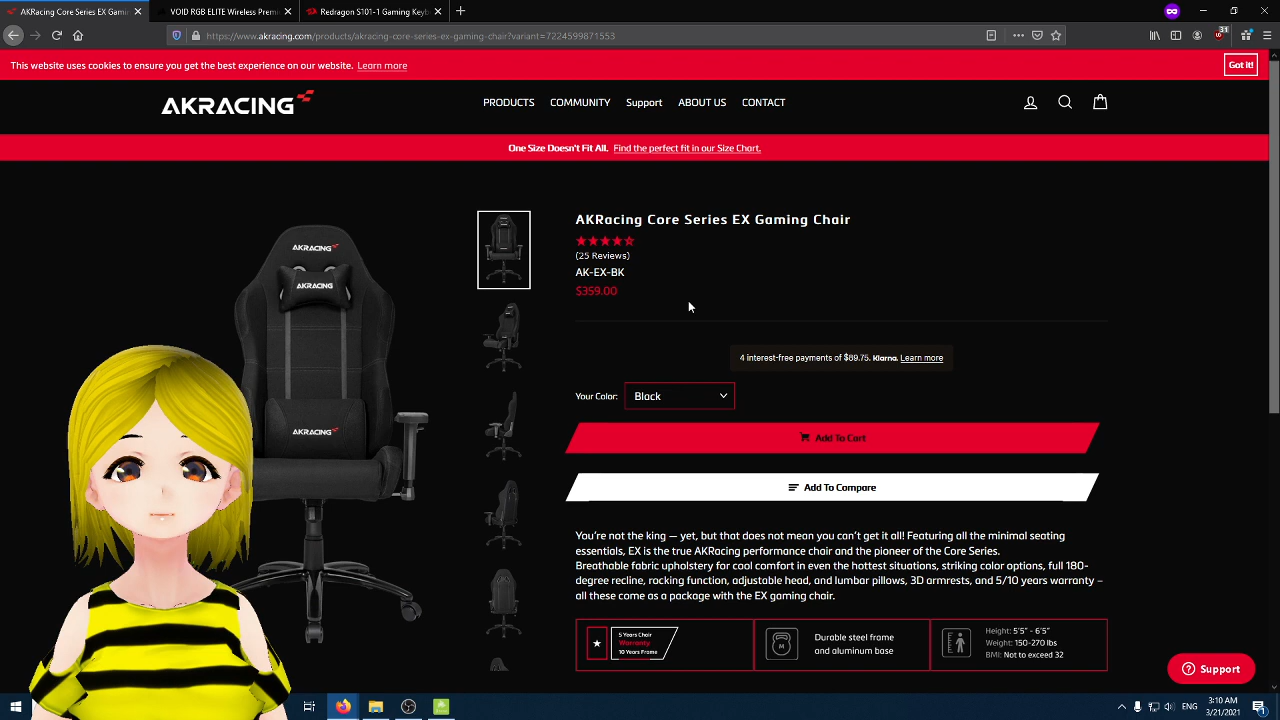 AKRacing Core Series EX Gaming
VOID RGB ELITE Wireless Premi
Redragon S101-1 Gaming Keyb
https://www.akracing.com/products/akracing-core-series-ex-gaming-chair?variant=7224599871553
31
This website uses cookies to ensure you get the best experience on our website. Learn more
Got it!
AKRACING
PRODUCTS COMMUNITY Support ABOUT US CONTACT
One Size Doesn't Fit All. Find the perfect fit in our Size Chart.
AKRACING
AKRACING
AKRACING
AKRacing Core Series EX Gaming Chair
(25 Reviews)
AK-EX-BK
$359.00
4 interest-free payments of $89.75. Klarna. Learn more
Your Color: Black
Add To Cart
Add To Compare
You're not the king — yet, but that does not mean you can't get it all! Featuring all the minimal seating
essentials, EX is the true AKRacing performance chair and the pioneer of the Core Series.
Breathable fabric upholstery for cool comfort in even the hottest situations, striking color options, full 180-
degree recline, rocking function, adjustable head, and lumbar pillows, 3D armrests, and 5/10 years warranty –
all these come as a package with the EX gaming chair.
5 Years Chair
Warranty
10 Years Frame
M
Durable steel frame
and aluminum base
Height: 5'5" - 6'5"
Weight: 150-270 lbs
BMI: Not to exceed 32
Support
ENG
3:10 AM
3/21/2021